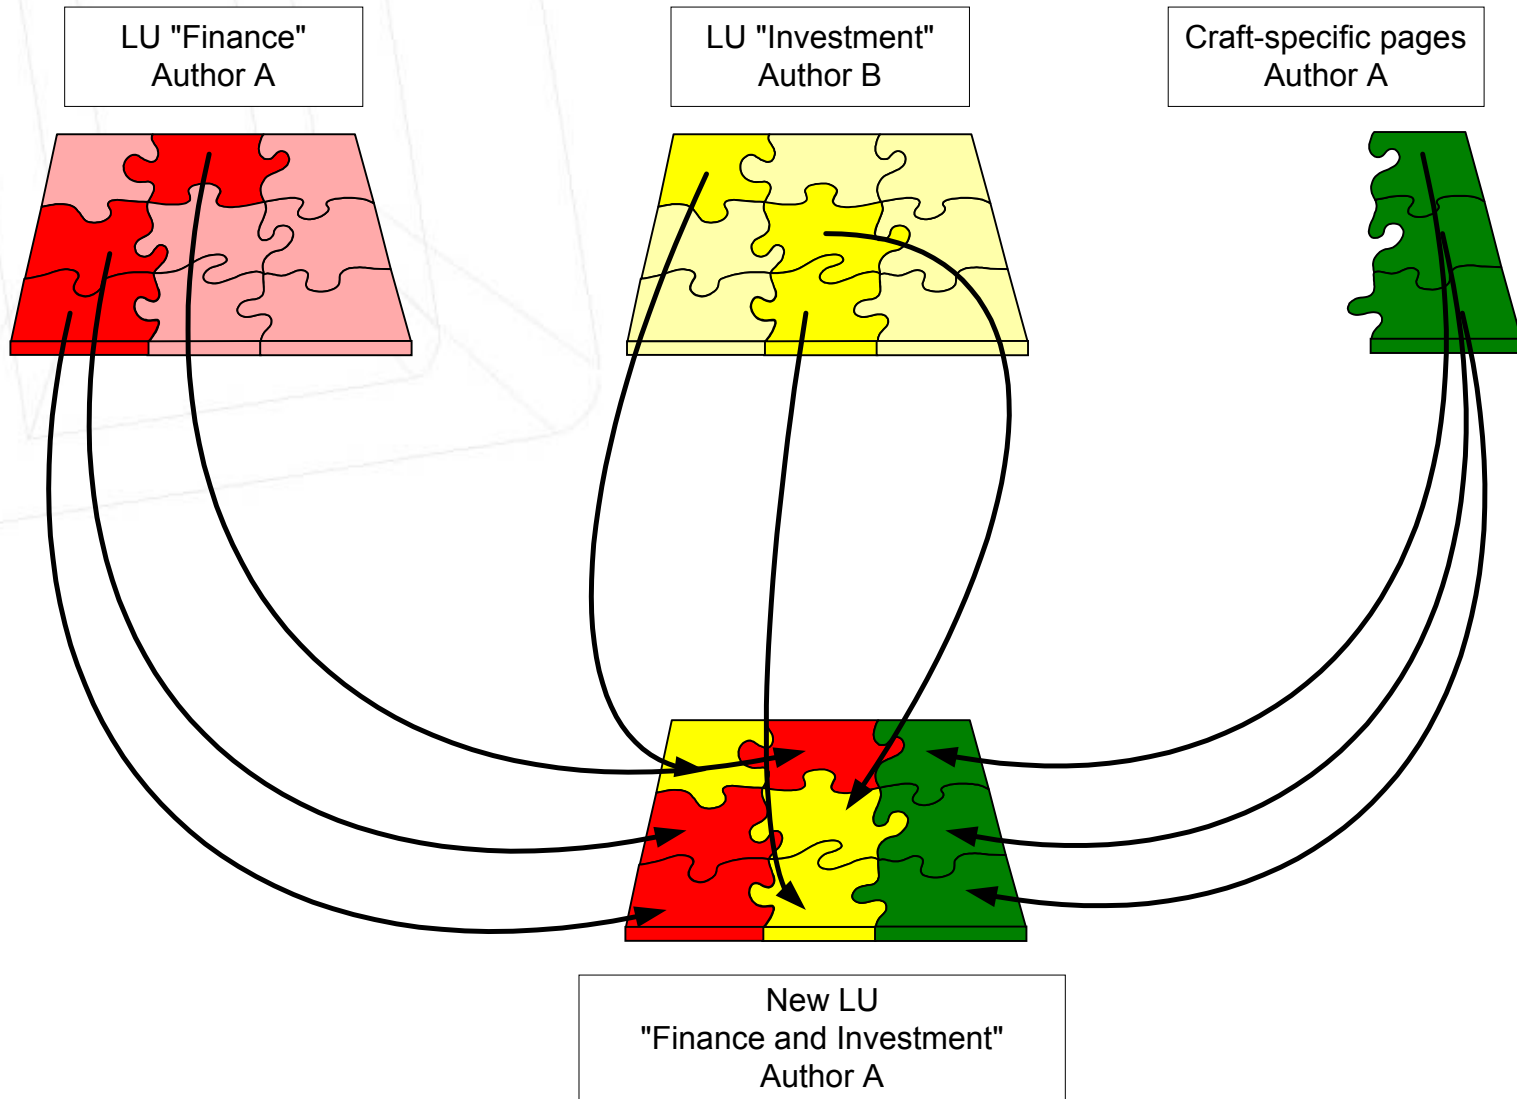 LU "Finance"
Author A
LU "Investment"
Author B
Craft-specific pages
Author A
New LU
"Finance and Investment"
Author A